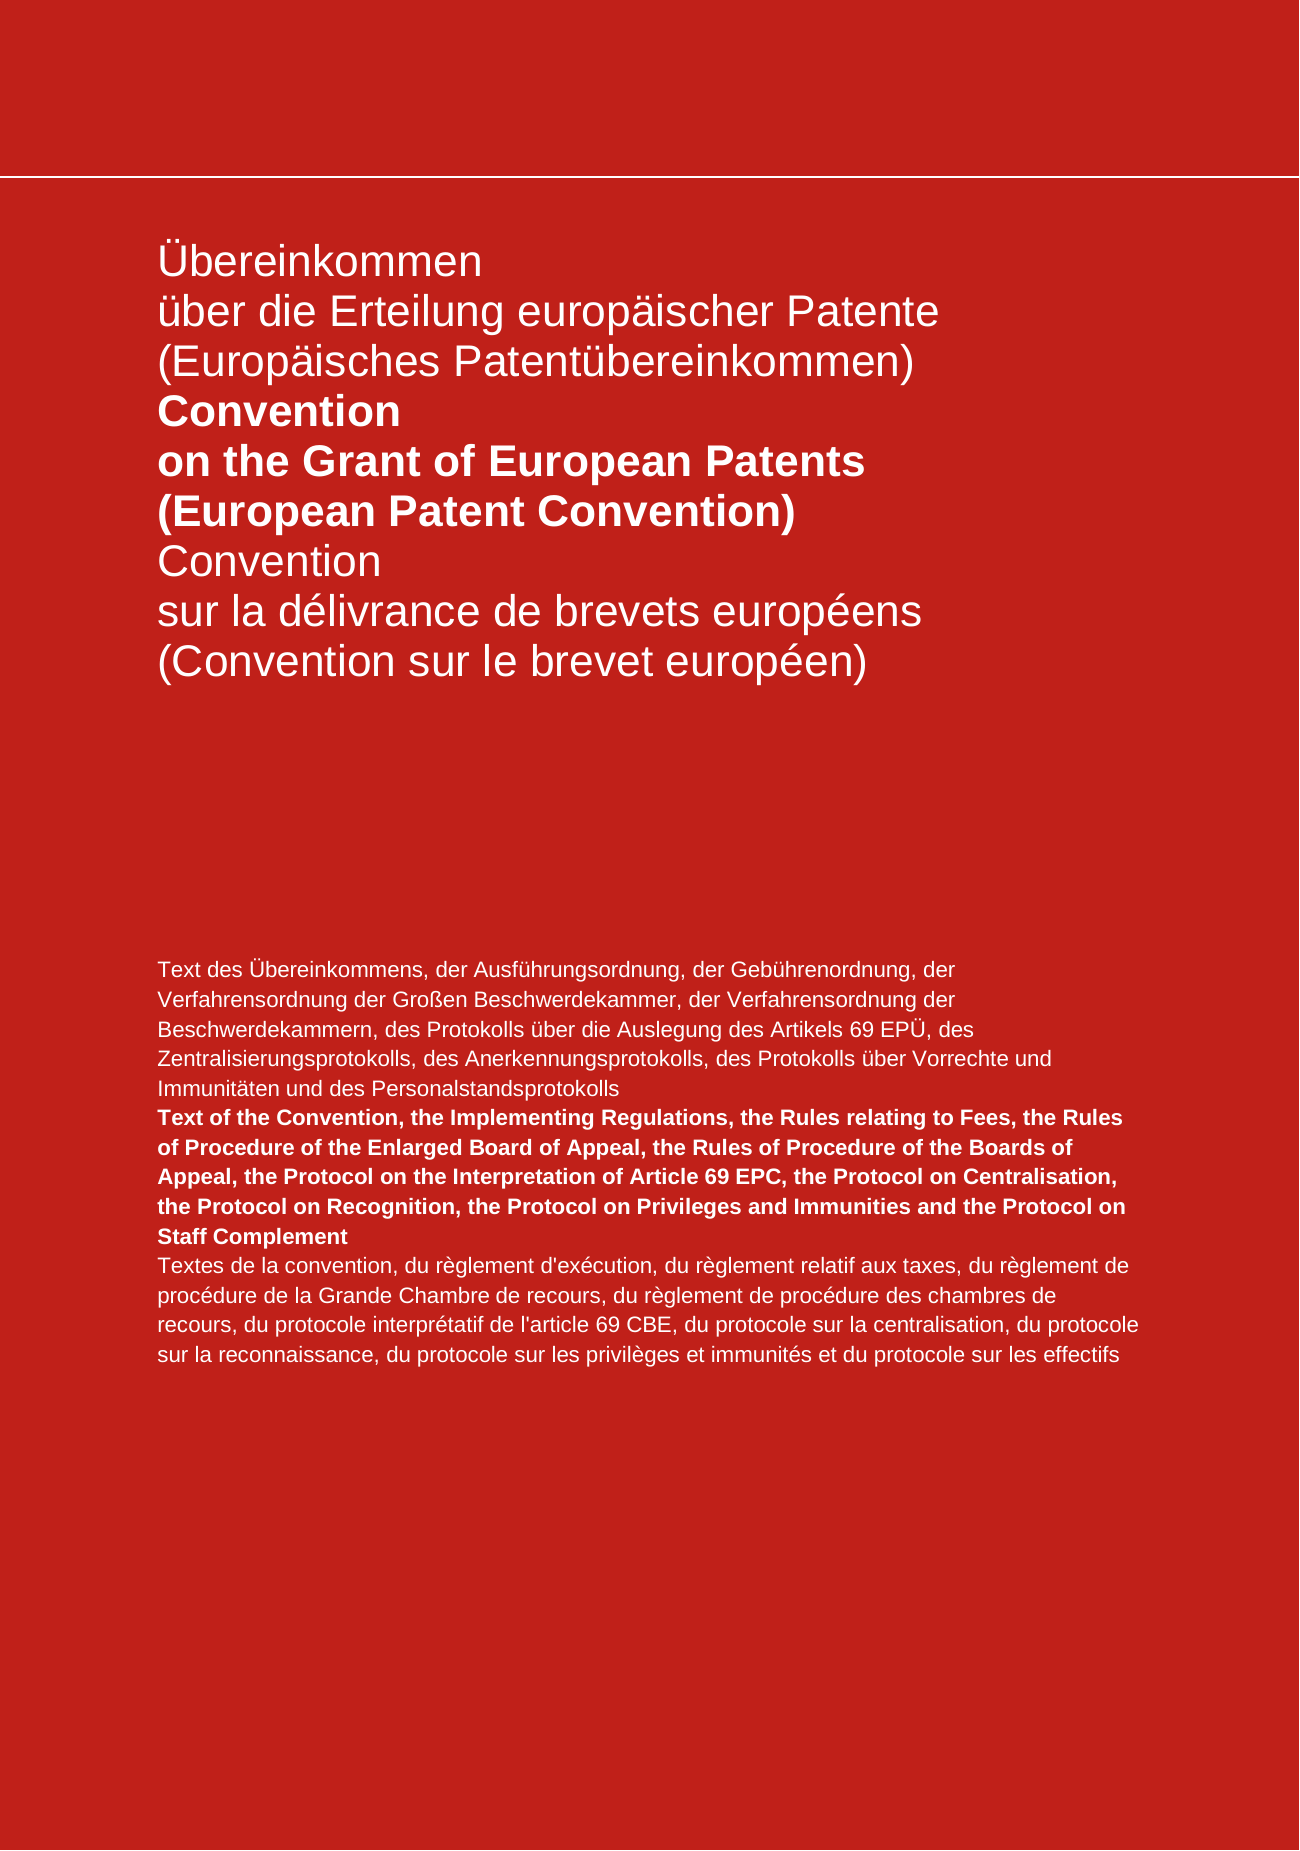 Übereinkommen
über die Erteilung europäischer Patente
(Europäisches Patentübereinkommen)
Convention
on the Grant of European Patents
(European Patent Convention)
Convention
sur la délivrance de brevets européens
(Convention sur le brevet européen)
Text des Übereinkommens, der Ausführungsordnung, der Gebührenordnung, der
Verfahrensordnung der Großen Beschwerdekammer, der Verfahrensordnung der
Beschwerdekammern, des Protokolls über die Auslegung des Artikels 69 EPÜ, des
Zentralisierungsprotokolls, des Anerkennungsprotokolls, des Protokolls über Vorrechte und
Immunitäten und des Personalstandsprotokolls
Text of the Convention, the Implementing Regulations, the Rules relating to Fees, the Rules
of Procedure of the Enlarged Board of Appeal, the Rules of Procedure of the Boards of
Appeal, the Protocol on the Interpretation of Article 69 EPC, the Protocol on Centralisation,
the Protocol on Recognition, the Protocol on Privileges and Immunities and the Protocol on
Staff Complement
Textes de la convention, du règlement d'exécution, du règlement relatif aux taxes, du règlement de
procédure de la Grande Chambre de recours, du règlement de procédure des chambres de
recours, du protocole interprétatif de l'article 69 CBE, du protocole sur la centralisation, du protocole
sur la reconnaissance, du protocole sur les privilèges et immunités et du protocole sur les effectifs